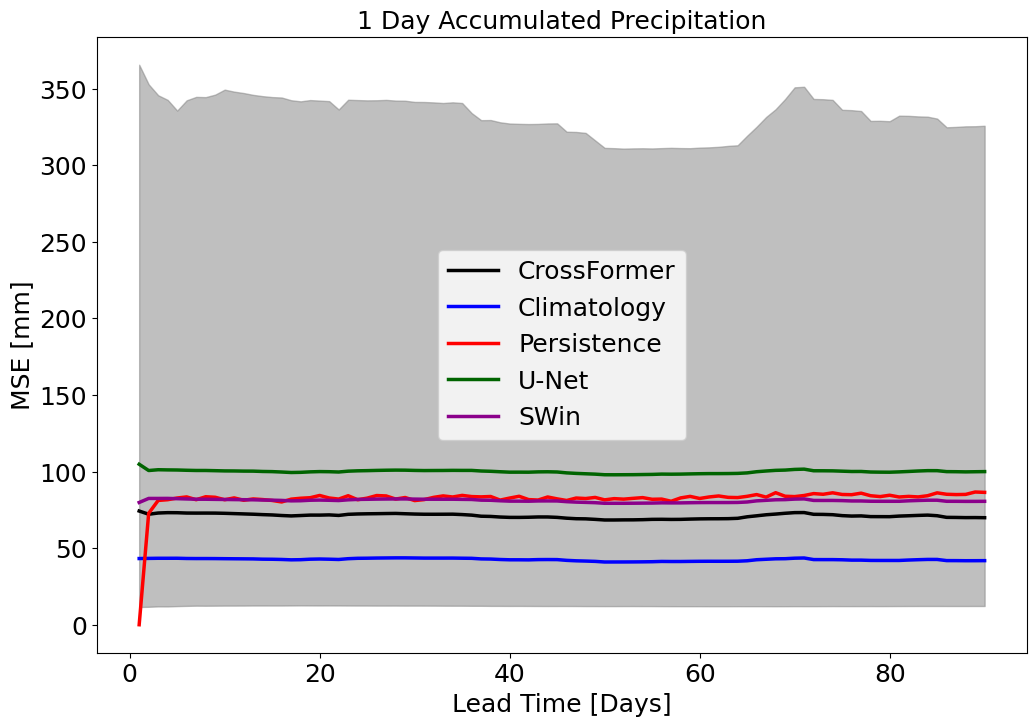 1 Day Accumulated Precipitation
MSE [mm]
350
300
250
200
150
100
50
0
CrossFormer
Climatology
Persistence
U-Net
SWin
0 20 40 60 80
Lead Time [Days]